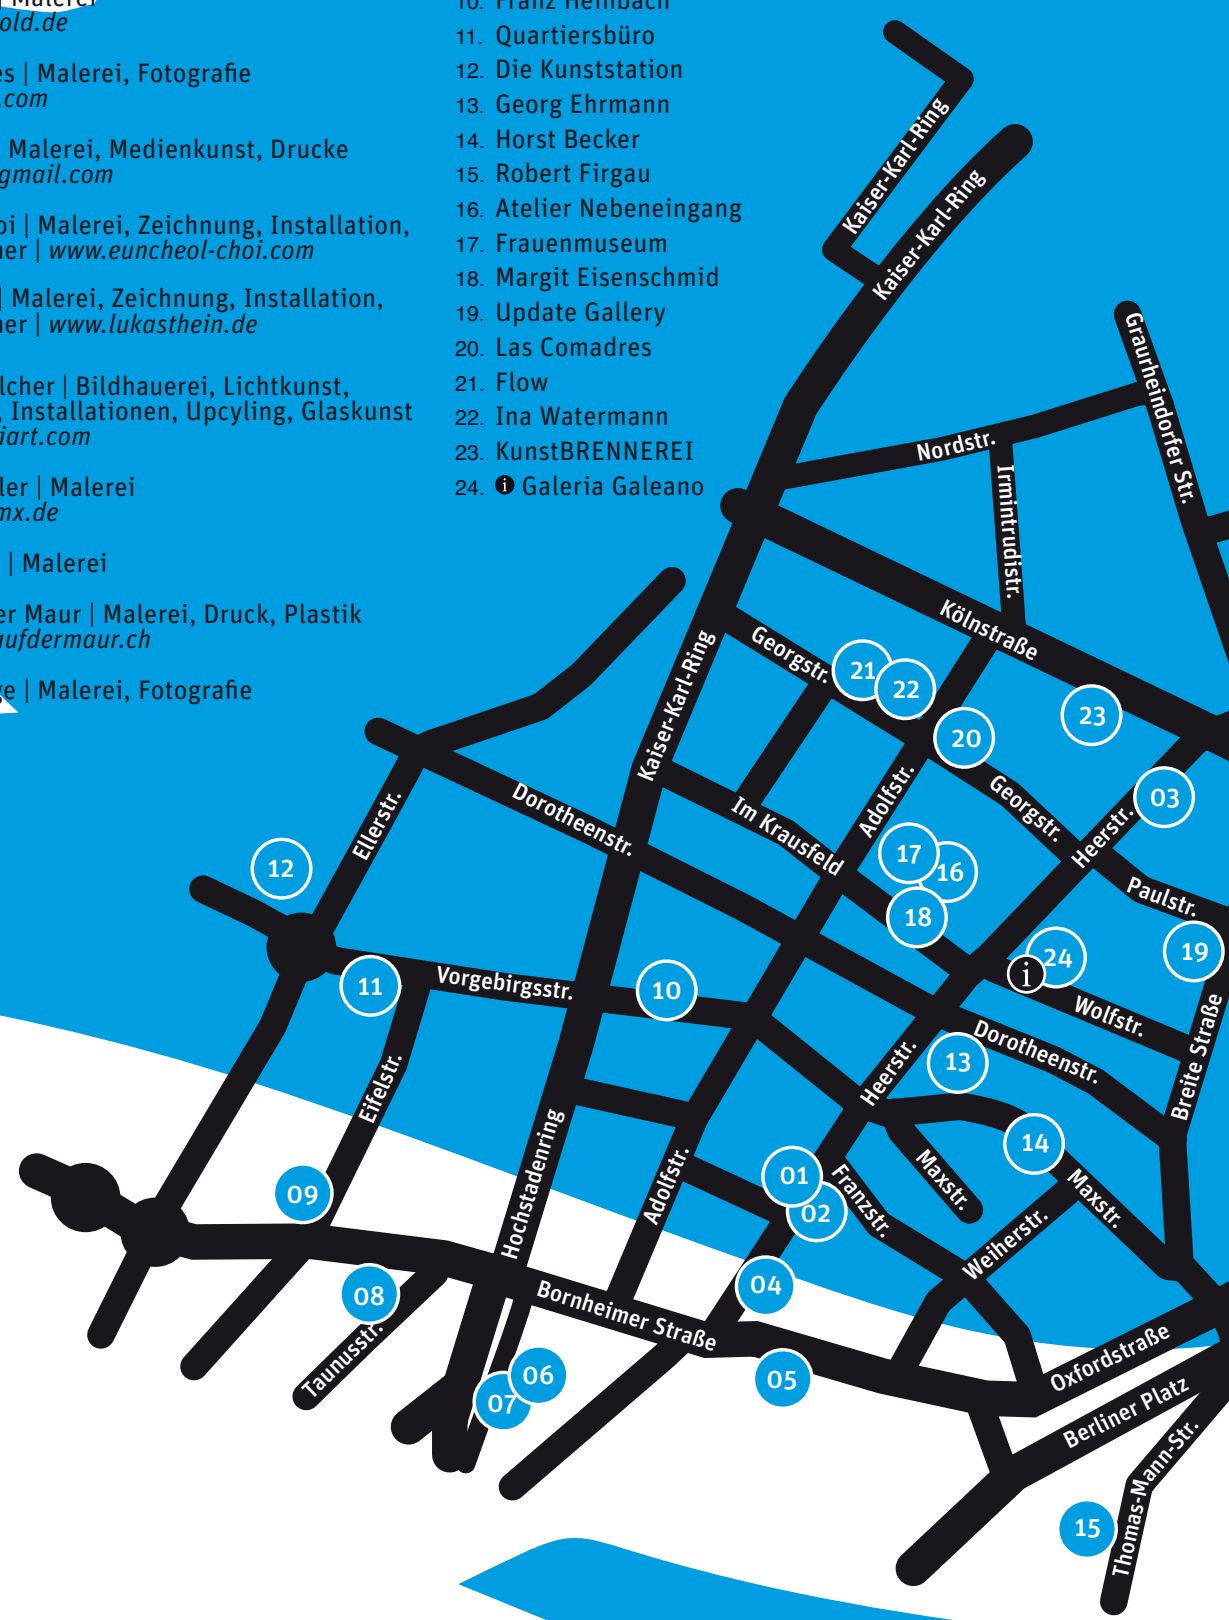 | Malerei
old.de
es | Malerei, Fotografie
.com
Malerei, Medienkunst, Drucke
gmail.com
oi | Malerei, Zeichnung, Installation,
ner | www.euncheol-choi.com
| Malerei, Zeichnung, Installation,
ner | www.lukasthein.de
lcher | Bildhauerei, Lichtkunst,
, Installationen, Upcyling, Glaskunst
iart.com
ler | Malerei
mx.de
| Malerei
er Maur | Malerei, Druck, Plastik
aufdermaur.ch
ge | Malerei, Fotografie
10. Franz Heimbach
11. Quartiersbüro
12. Die Kunststation
13. Georg Ehrmann
14. Horst Becker
15. Robert Firgau
16. Atelier Nebeneingang
17. Frauenmuseum
18. Margit Eisenschmid
19. Update Gallery
20. Las Comadres
21. Flow
22. Ina Watermann
23. KunstBRENNEREI
24. i Galeria Galeano
Kaiser-Karl-Ring
Kaiser-Karl-Ring
Graurheindorfer Str.
Nordstr.
Irmintrudistr.
Kölnstraße
Georgstr.
21
22
23
20
Kaiser-Karl-Ring
Dorotheenstr.
Im Krausfeld
Adolfstr.
Georgstr.
Heerstr.
03
Ellerstr.
12
17
16
18
Paulstr.
19
24
i
11
Vorgebirgsstr.
10
Wolfstr.
Breite Straße
Dorotheenstr.
13
Heerstr.
Eifelstr.
14
Hochstadenring
Adolfstr.
01
02
Franzstr.
Maxstr.
Maxstr.
09
Weiherstr.
04
08
Bornheimer Straße
Taunusstr.
06
07
05
Oxfordstraße
Berliner Platz
Thomas-Mann-Str.
15